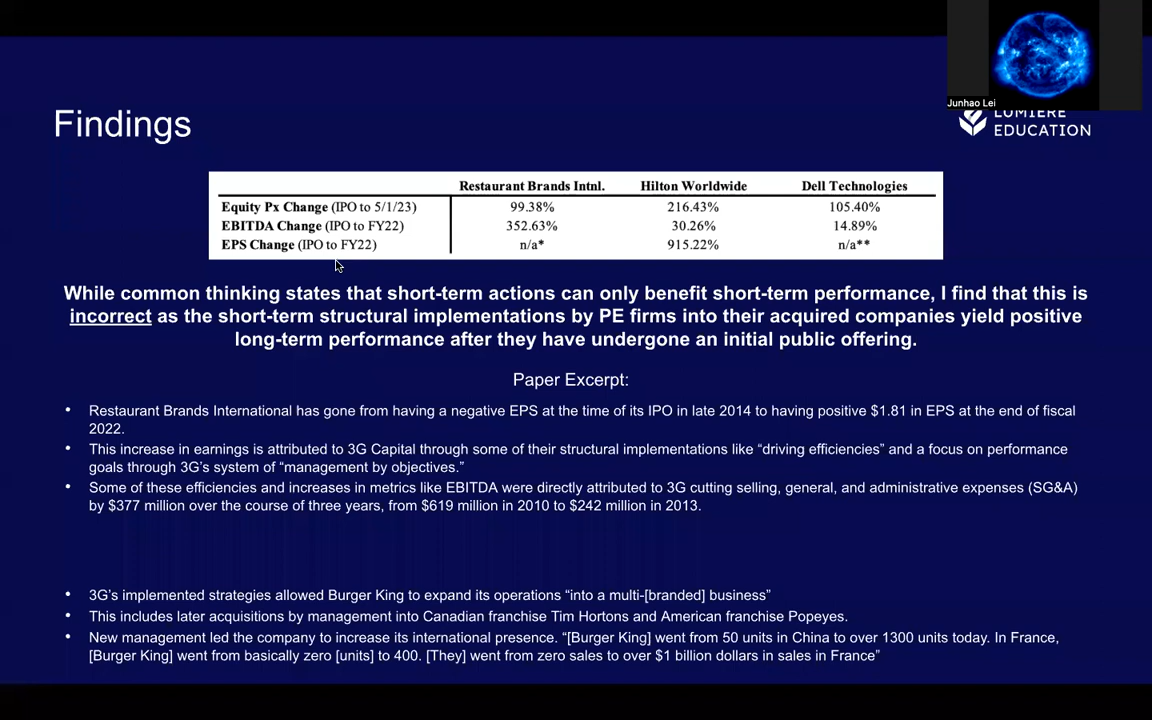 Junhao Lei
LUMIERE
EDUCATION
Findings
Restaurant Brands Intnl. Hilton Worldwide Dell Technologies
Equity Px Change (IPO to 5/1/23) 99.38% 216.43% 105.40%
EBITDA Change (IPO to FY22) 352.63% 30.26% 14.89%
EPS Change (IPO to FY22) n/a* 915.22% n/a**
While common thinking states that short-term actions can only benefit short-term performance, I find that this is
incorrect as the short-term structural implementations by PE firms into their acquired companies yield positive
long-term performance after they have undergone an initial public offering.
Paper Excerpt:
• Restaurant Brands International has gone from having a negative EPS at the time of its IPO in late 2014 to having positive $1.81 in EPS at the end of fiscal
2022.
• This increase in earnings is attributed to 3G Capital through some of their structural implementations like “driving efficiencies” and a focus on performance
goals through 3G’s system of “management by objectives.”
• Some of these efficiencies and increases in metrics like EBITDA were directly attributed to 3G cutting selling, general, and administrative expenses (SG&A)
by $377 million over the course of three years, from $619 million in 2010 to $242 million in 2013.
• 3G’s implemented strategies allowed Burger King to expand its operations “into a multi-[branded] business”
• This includes later acquisitions by management into Canadian franchise Tim Hortons and American franchise Popeyes.
• New management led the company to increase its international presence. “[Burger King] went from 50 units in China to over 1300 units today. In France,
[Burger King] went from basically zero [units] to 400. [They] went from zero sales to over $1 billion dollars in sales in France”